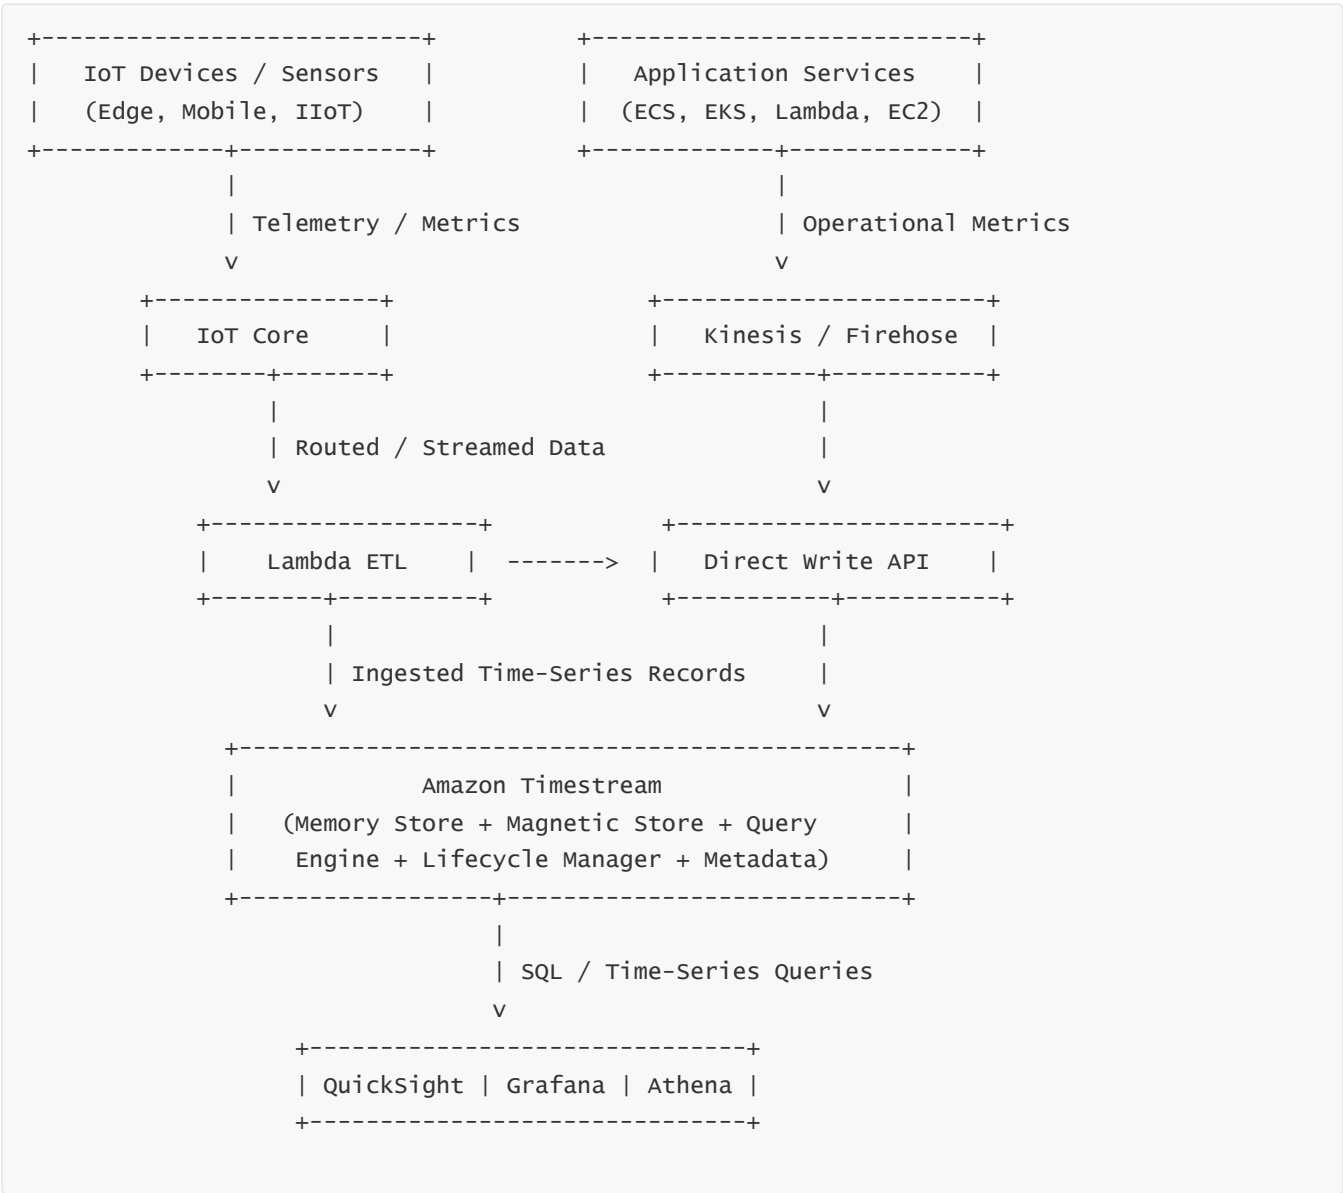 +---------------------------+          +---------------------------+
|   IoT Devices / Sensors   |          |   Application Services    |
|   (Edge, Mobile, IIoT)    |          |  (ECS, EKS, Lambda, EC2)  |
+-------------+-------------+          +-------------+-------------+
              |                                      |
              | Telemetry / Metrics                  | Operational Metrics
              v                                      v
        +----------------+                  +-----------------------+
        |   IoT Core     |                  |   Kinesis / Firehose  |
        +--------+-------+                  +-----------+-----------+
                 |                                      |
                 | Routed / Streamed Data               |
                 v                                      v
            +-------------------+            +-----------------------+
            |    Lambda ETL    |  ------->  |   Direct Write API    |
            +--------+----------+            +-----------+-----------+
                     |                                  |
                     | Ingested Time-Series Records     |
                     v                                  v
              +-----------------------------------------------+
              |             Amazon Timestream                 |
              |   (Memory Store + Magnetic Store + Query      |
              |    Engine + Lifecycle Manager + Metadata)     |
              +------------------+----------------------------+
                                 |
                                 | SQL / Time-Series Queries
                                 v
                   +-------------------------------+
                   | QuickSight | Grafana | Athena |
                   +-------------------------------+